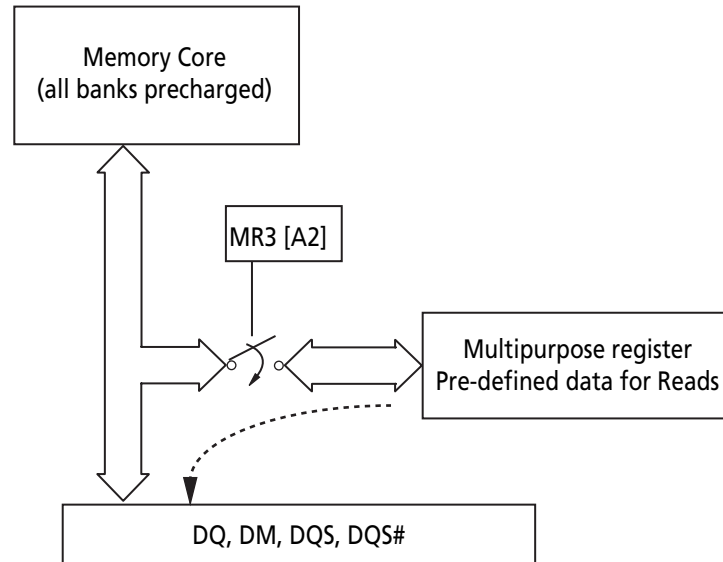 Memory Core
(all banks precharged)
MR3 [A2]
Multipurpose register
Pre-defined data for Reads
DQ, DM, DQS, DQS#